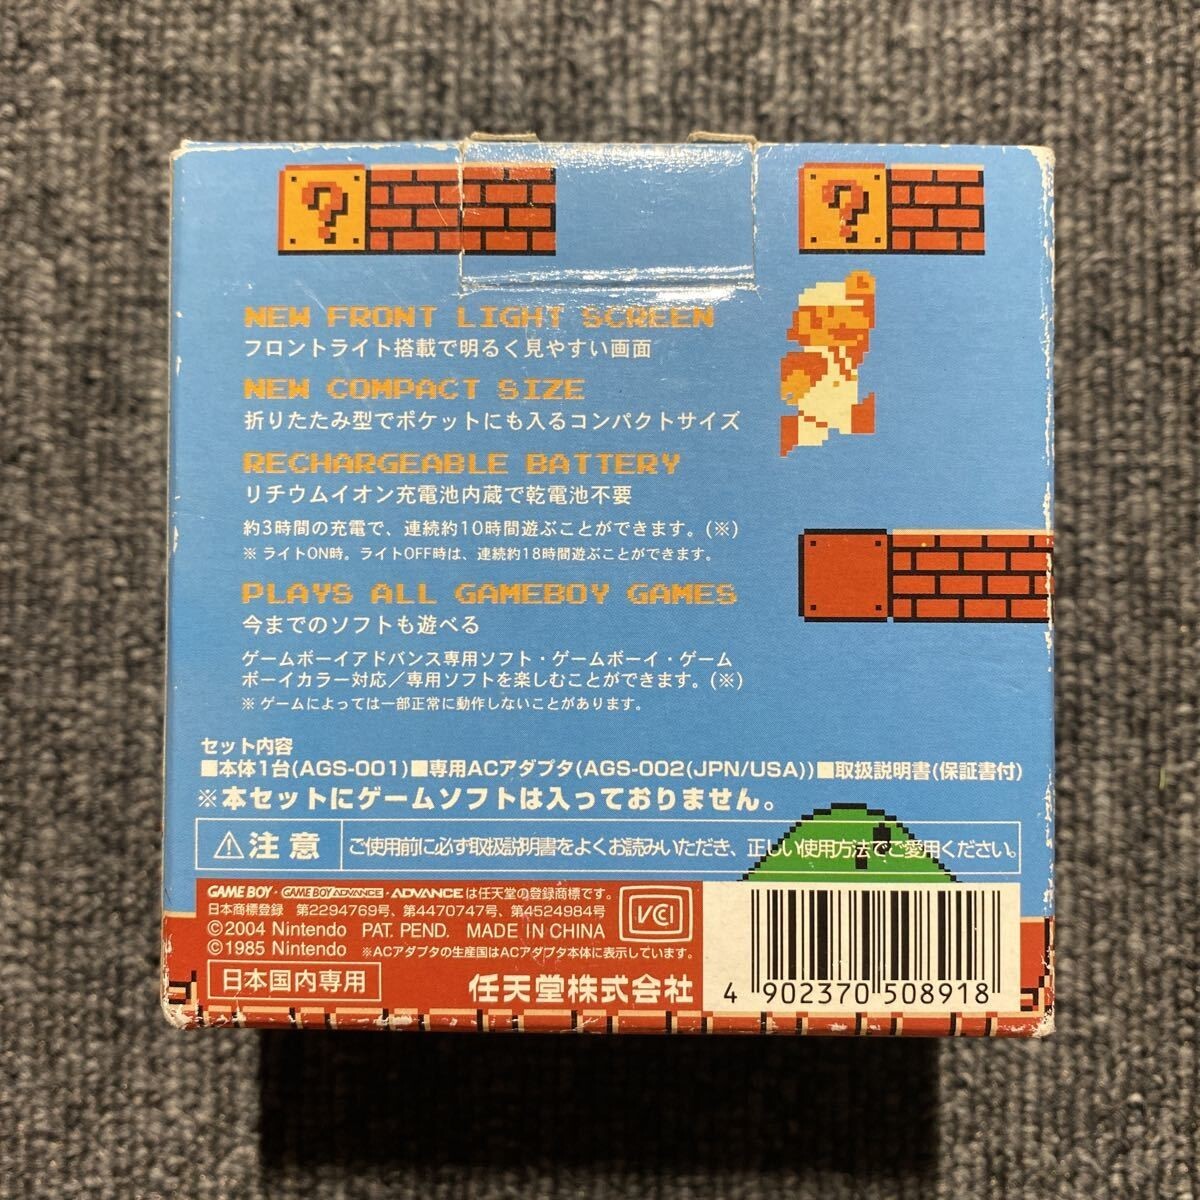 NEW FRONT LIGHT SCREEN
フロントライト搭載で明るく見やすい画面
NEW COMPACT SIZE
折りたたみ型でポケットにも入るコンパクトサイズ
RECHARGEABLE BATTERY
リチウムイオン充電池内蔵で乾電池不要
約3時間の充電で、連続約10時間遊ぶことができます。(※)
※ ライトON時。ライトOFF時は、連続約18時間遊ぶことができます。
PLAYS ALL GAMEBOY GAMES
今までのソフトも遊べる
ゲームボーイアドバンス専用ソフト・ゲームボーイ・ゲーム
ボーイカラー対応／専用ソフトを楽しむことができます。(※)
※ ゲームによっては一部正常に動作しないことがあります。
セット内容
■本体1台(AGS-001)■専用ACアダプタ(AGS-002(JPN/USA))■取扱説明書(保証書付)
※本セットにゲームソフトは入っておりません。
⚠注意 ご使用前に必ず取扱説明書をよくお読みいただき、正しい使用方法でご愛用ください。
GAME BOY・GAME BOY ADVANCE・ADVANCEは任天堂の登録商標です。
日本商標登録 第2294769号、第4470747号、第4524984号
©2004 Nintendo PAT. PEND. MADE IN CHINA
©1985 Nintendo ※ACアダプタの生産国はACアダプタ本体に表示しています。
VCCI
日本国内専用
任天堂株式会社
4 902370 508918